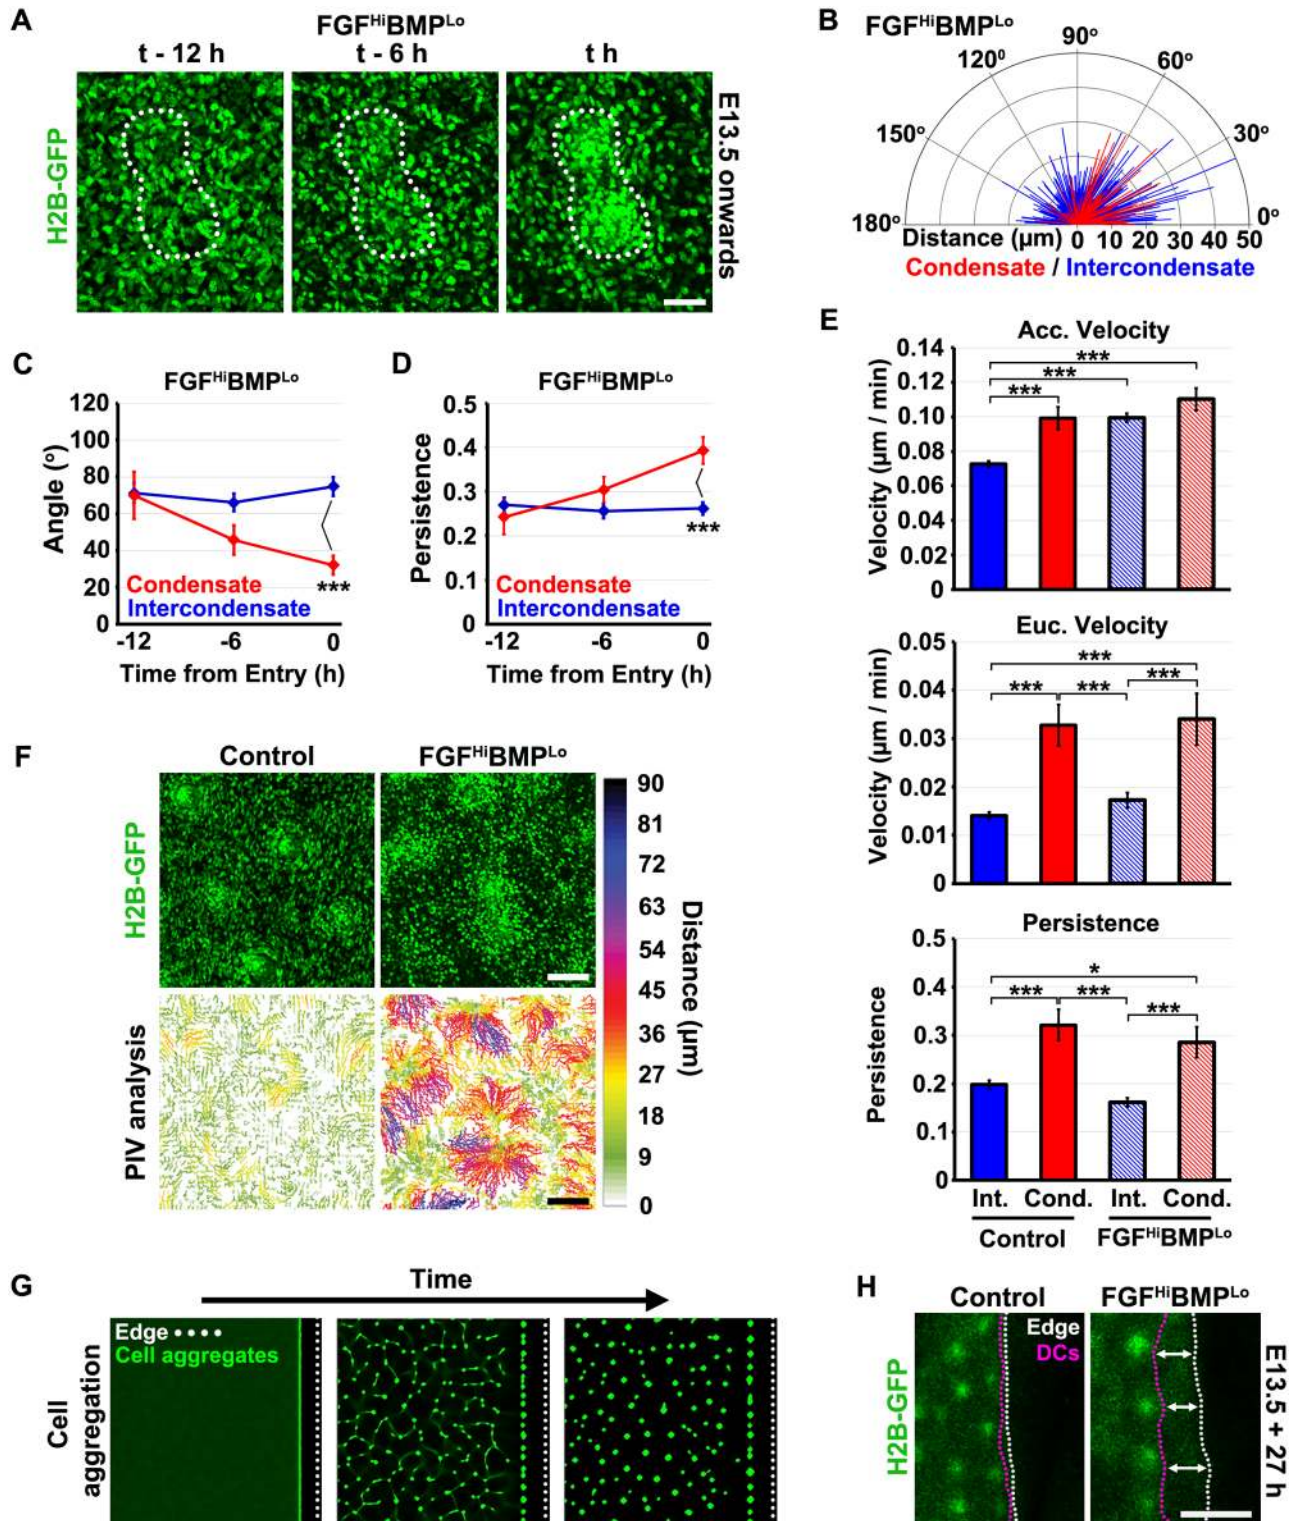 A
FGFHiBMPLo
t - 12 h
t - 6 h
t h
H2B-GFP
E13.5 onwards
B
FGFHiBMPLo
90o
1200
60o
150o
30o
180o
0o
Distance (μm) 0 10 20 30 40 50
Condensate / Intercondensate
C
FGFHiBMPLo
120
100
80
60
40
20
0
Angle (o)
Condensate
Intercondensate
***
-12
-6
0
Time from Entry (h)
D
FGFHiBMPLo
0.5
0.4
0.3
0.2
0.1
0
Persistence
Condensate
Intercondensate
***
-12
-6
0
Time from Entry (h)
E
Acc. Velocity
0.14
0.12
0.10
0.08
0.06
0.04
0.02
0
Velocity (μm / min)
***
***
***
Euc. Velocity
0.05
0.04
0.03
0.02
0.01
0
Velocity (μm / min)
***
***
***
***
Persistence
0.5
0.4
0.3
0.2
0.1
0
Persistence
*
***
***
***
Int.
Cond.
Int.
Cond.
Control
FGFHiBMPLo
F
Control
FGFHiBMPLo
H2B-GFP
PIV analysis
90
81
72
63
54
45
36
27
18
9
0
Distance (μm)
G
Time
Cell
aggregation
Edge
Cell aggregates
H
Control
FGFHiBMPLo
H2B-GFP
Edge
DCs
E13.5 + 27 h